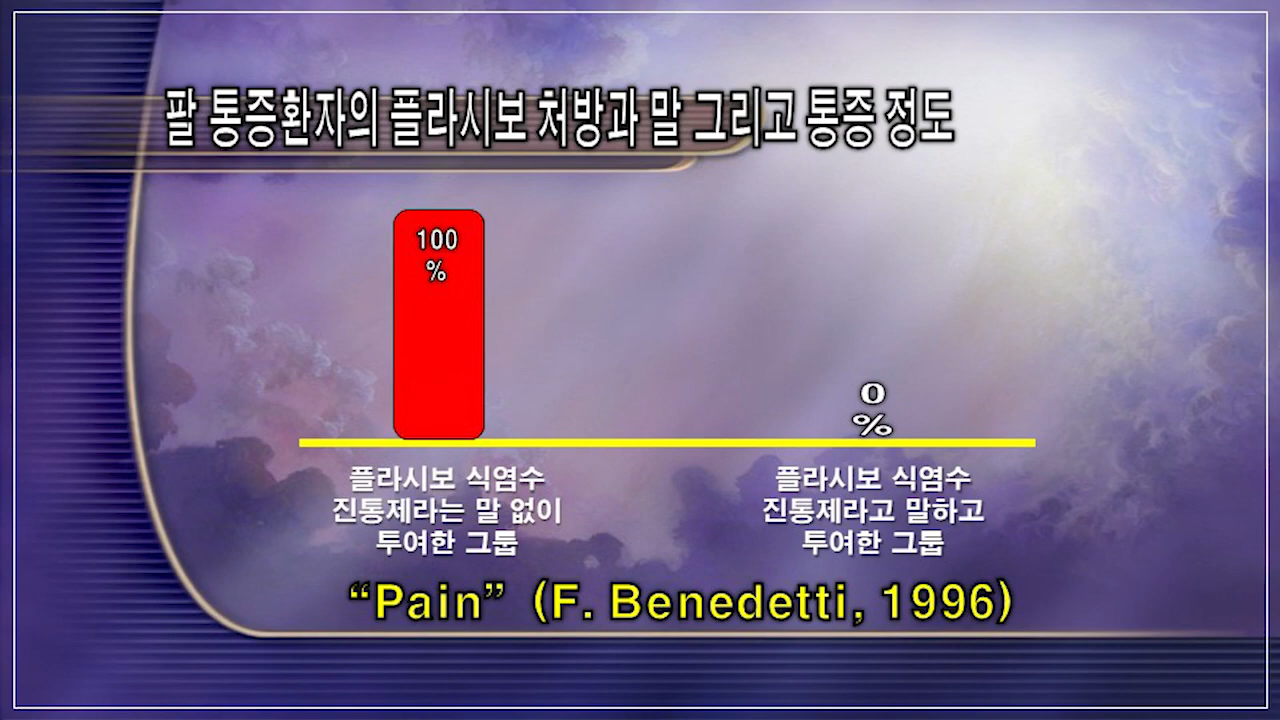 팔 통증환자의 플라시보 처방과 말 그리고 통증 정도
100
%
0
%
플라시보 식염수
진통제라는 말 없이
투여한 그룹
플라시보 식염수
진통제라고 말하고
투여한 그룹
“Pain” (F. Benedetti, 1996)